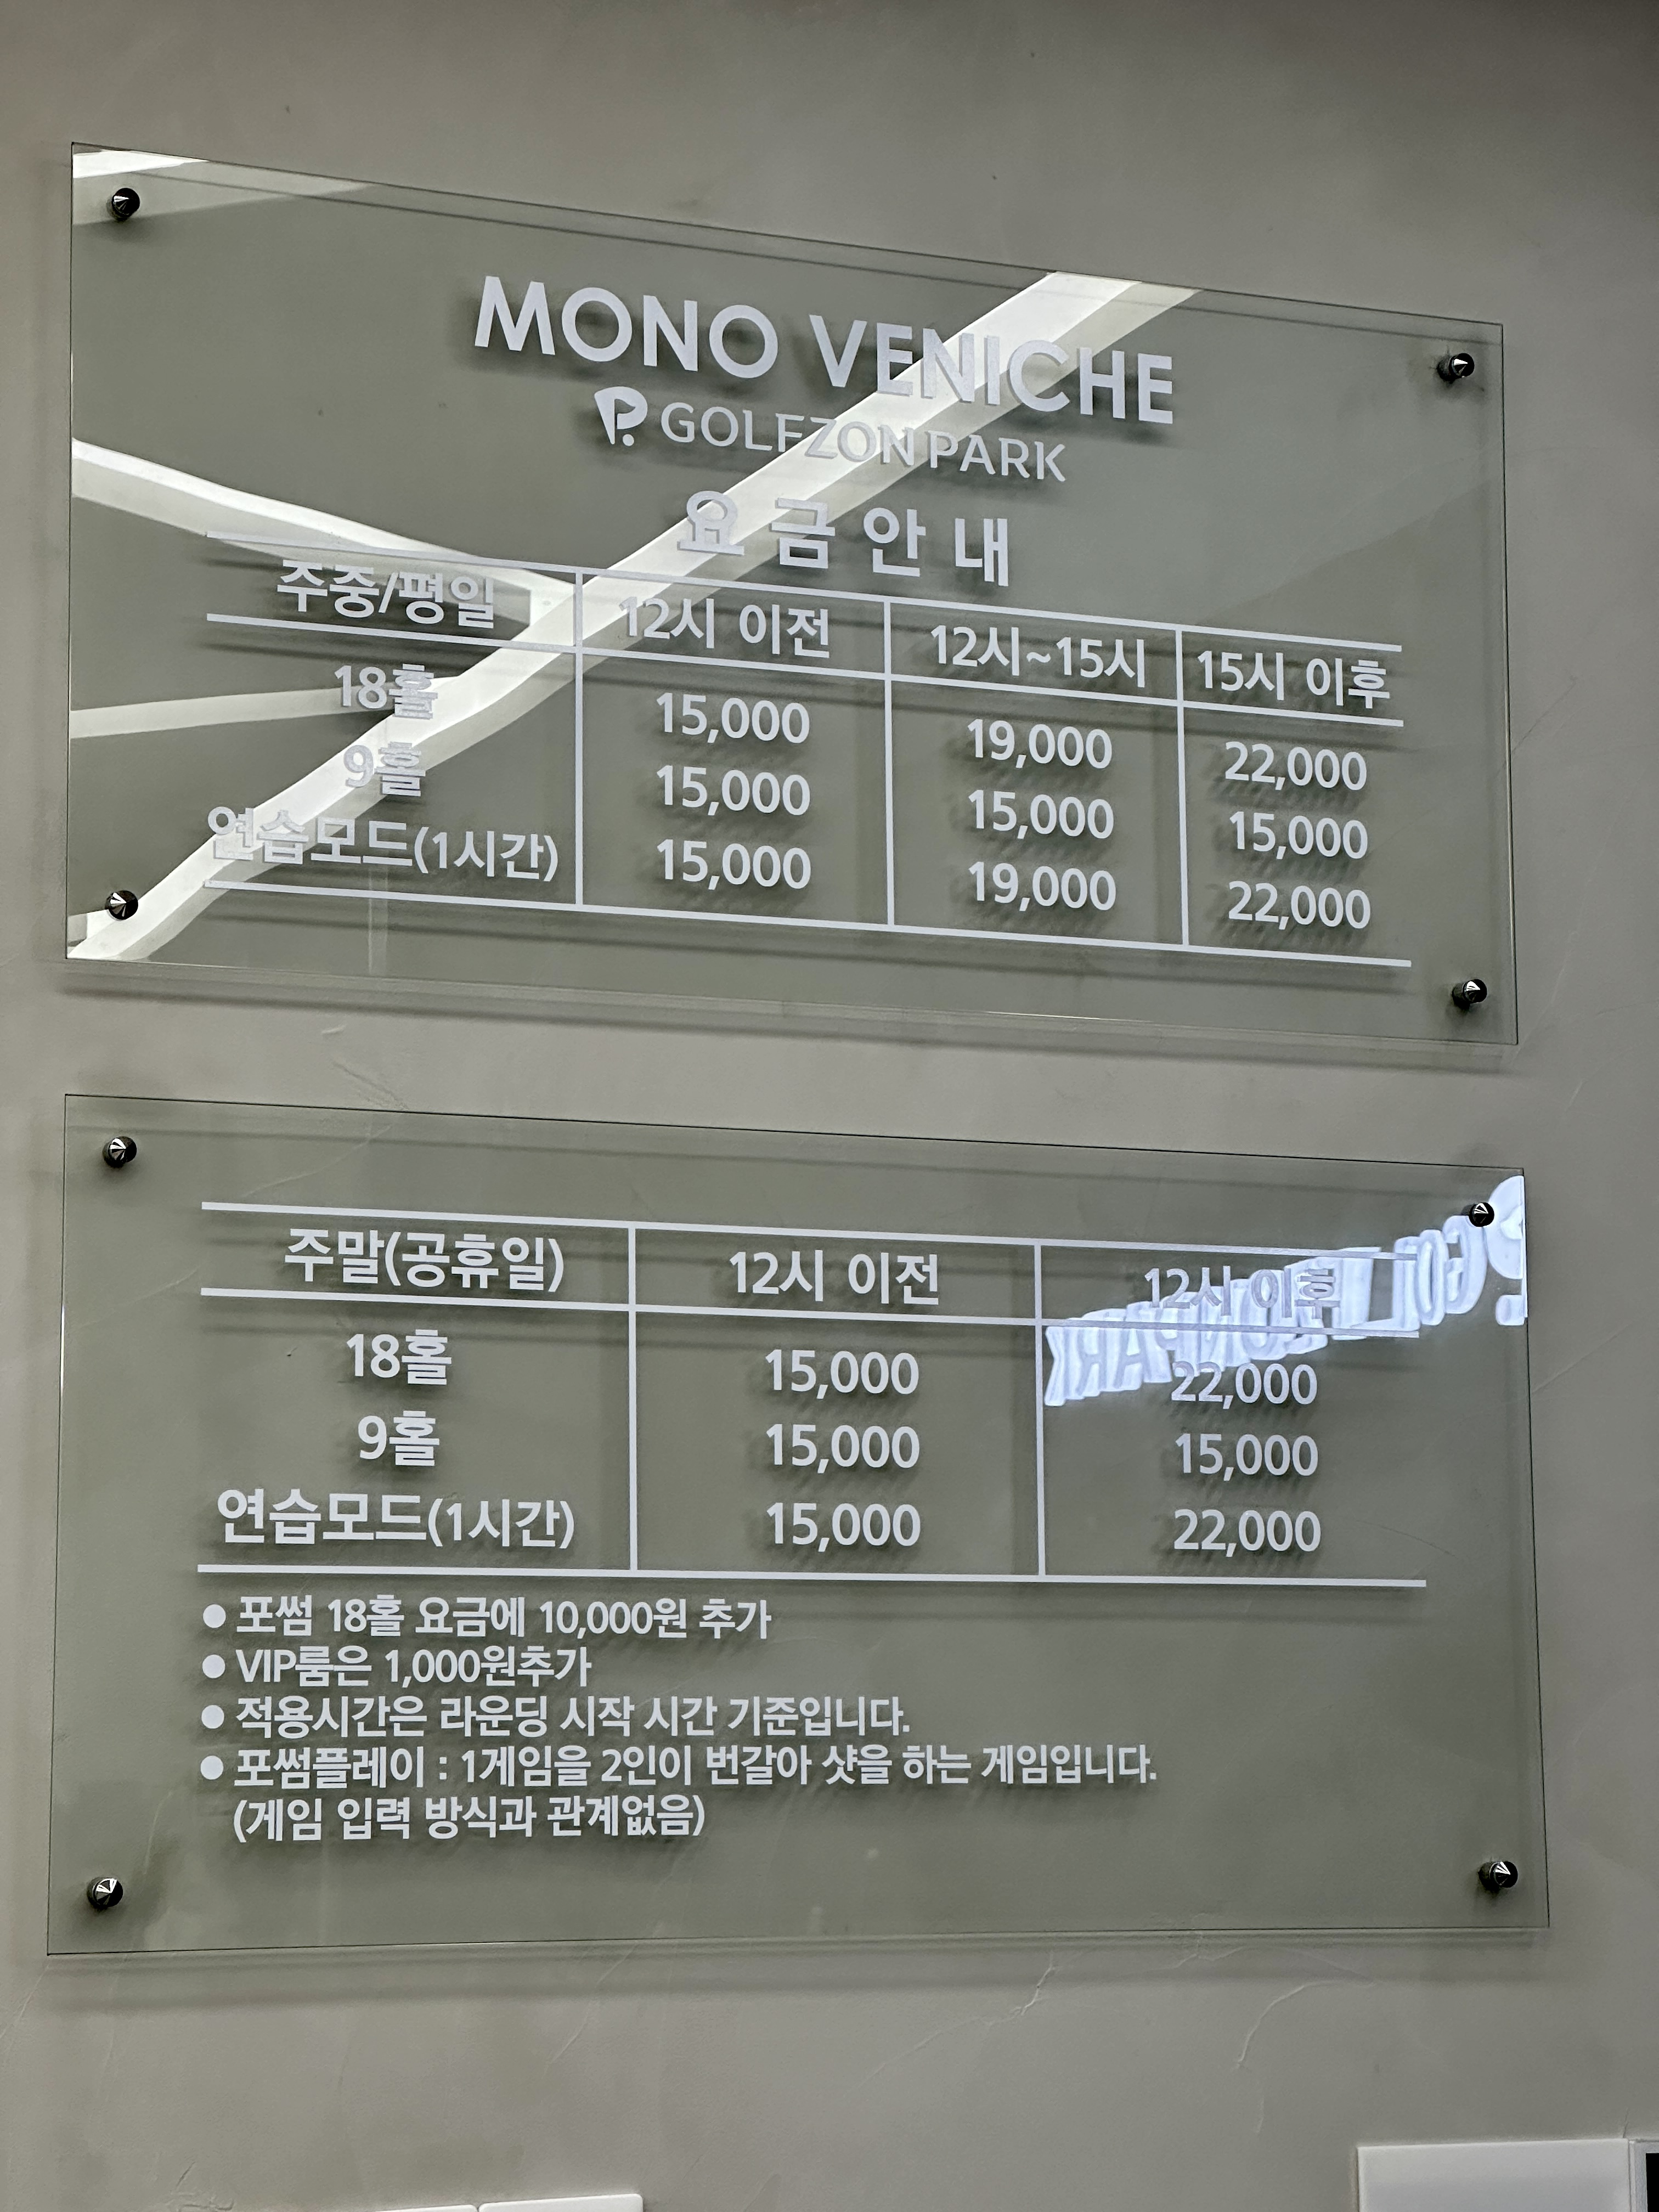 MONO VENICHE
GOLFZON PARK
요금안내
주중/평일 12시 이전 12시~15시 15시 이후
18홀 15,000 19,000 22,000
9홀 15,000 15,000 15,000
연습모드(1시간) 15,000 19,000 22,000
주말(공휴일) 12시 이전 12시 이후
18홀 15,000 22,000
9홀 15,000 15,000
연습모드(1시간) 15,000 22,000
● 포썸 18홀 요금에 10,000원 추가
● VIP룸은 1,000원추가
● 적용시간은 라운딩 시작 시간 기준입니다.
● 포썸플레이 : 1게임을 2인이 번갈아 샷을 하는 게임입니다.
(게임 입력 방식과 관계없음)
GOLFZON PARK